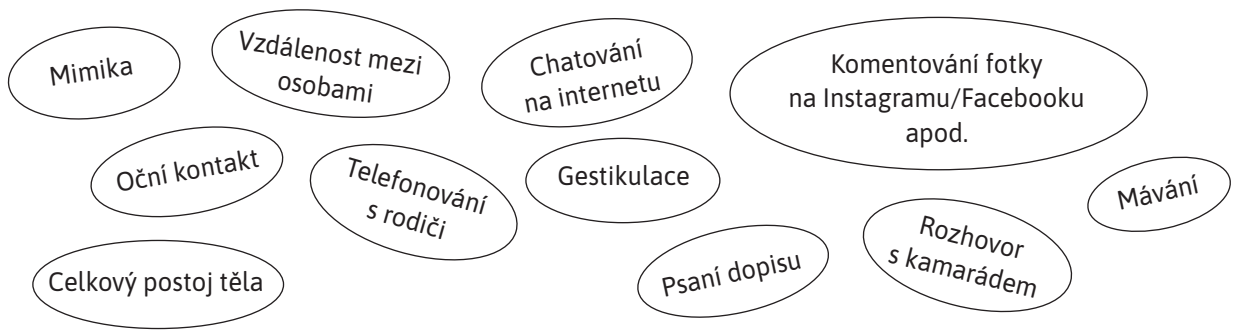 Mimika
Vzdálenost mezi
osobami
Chatování
na internetu
Komentování fotky
na Instagramu/Facebooku
apod.
Oční kontakt
Telefonování
s rodiči
Gestikulace
Mávání
Celkový postoj těla
Psaní dopisu
Rozhovor
s kamarádem